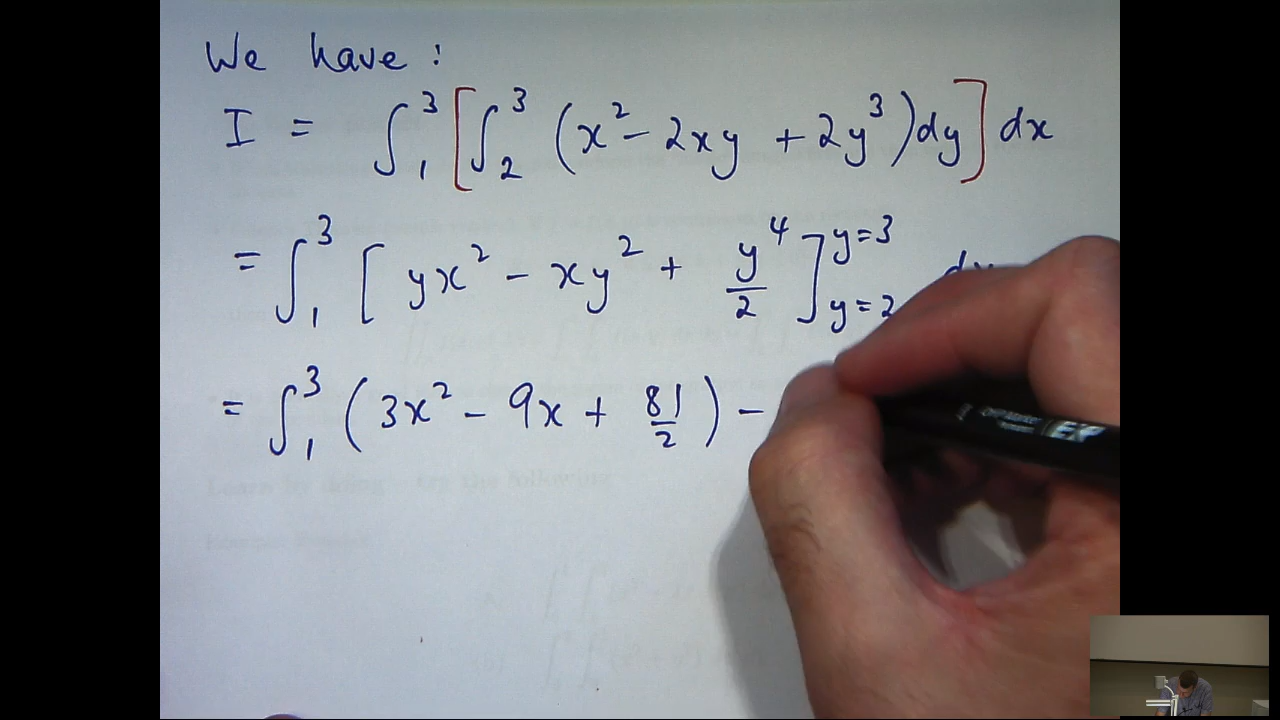 We have :
I = ∫₁³ [∫₂³ (x² - 2xy + 2y³)dy] dx
= ∫₁³ [ yx² - xy² + y⁴/2 ]y=3 y=2
= ∫₁³ (3x² - 9x + 81/2) -